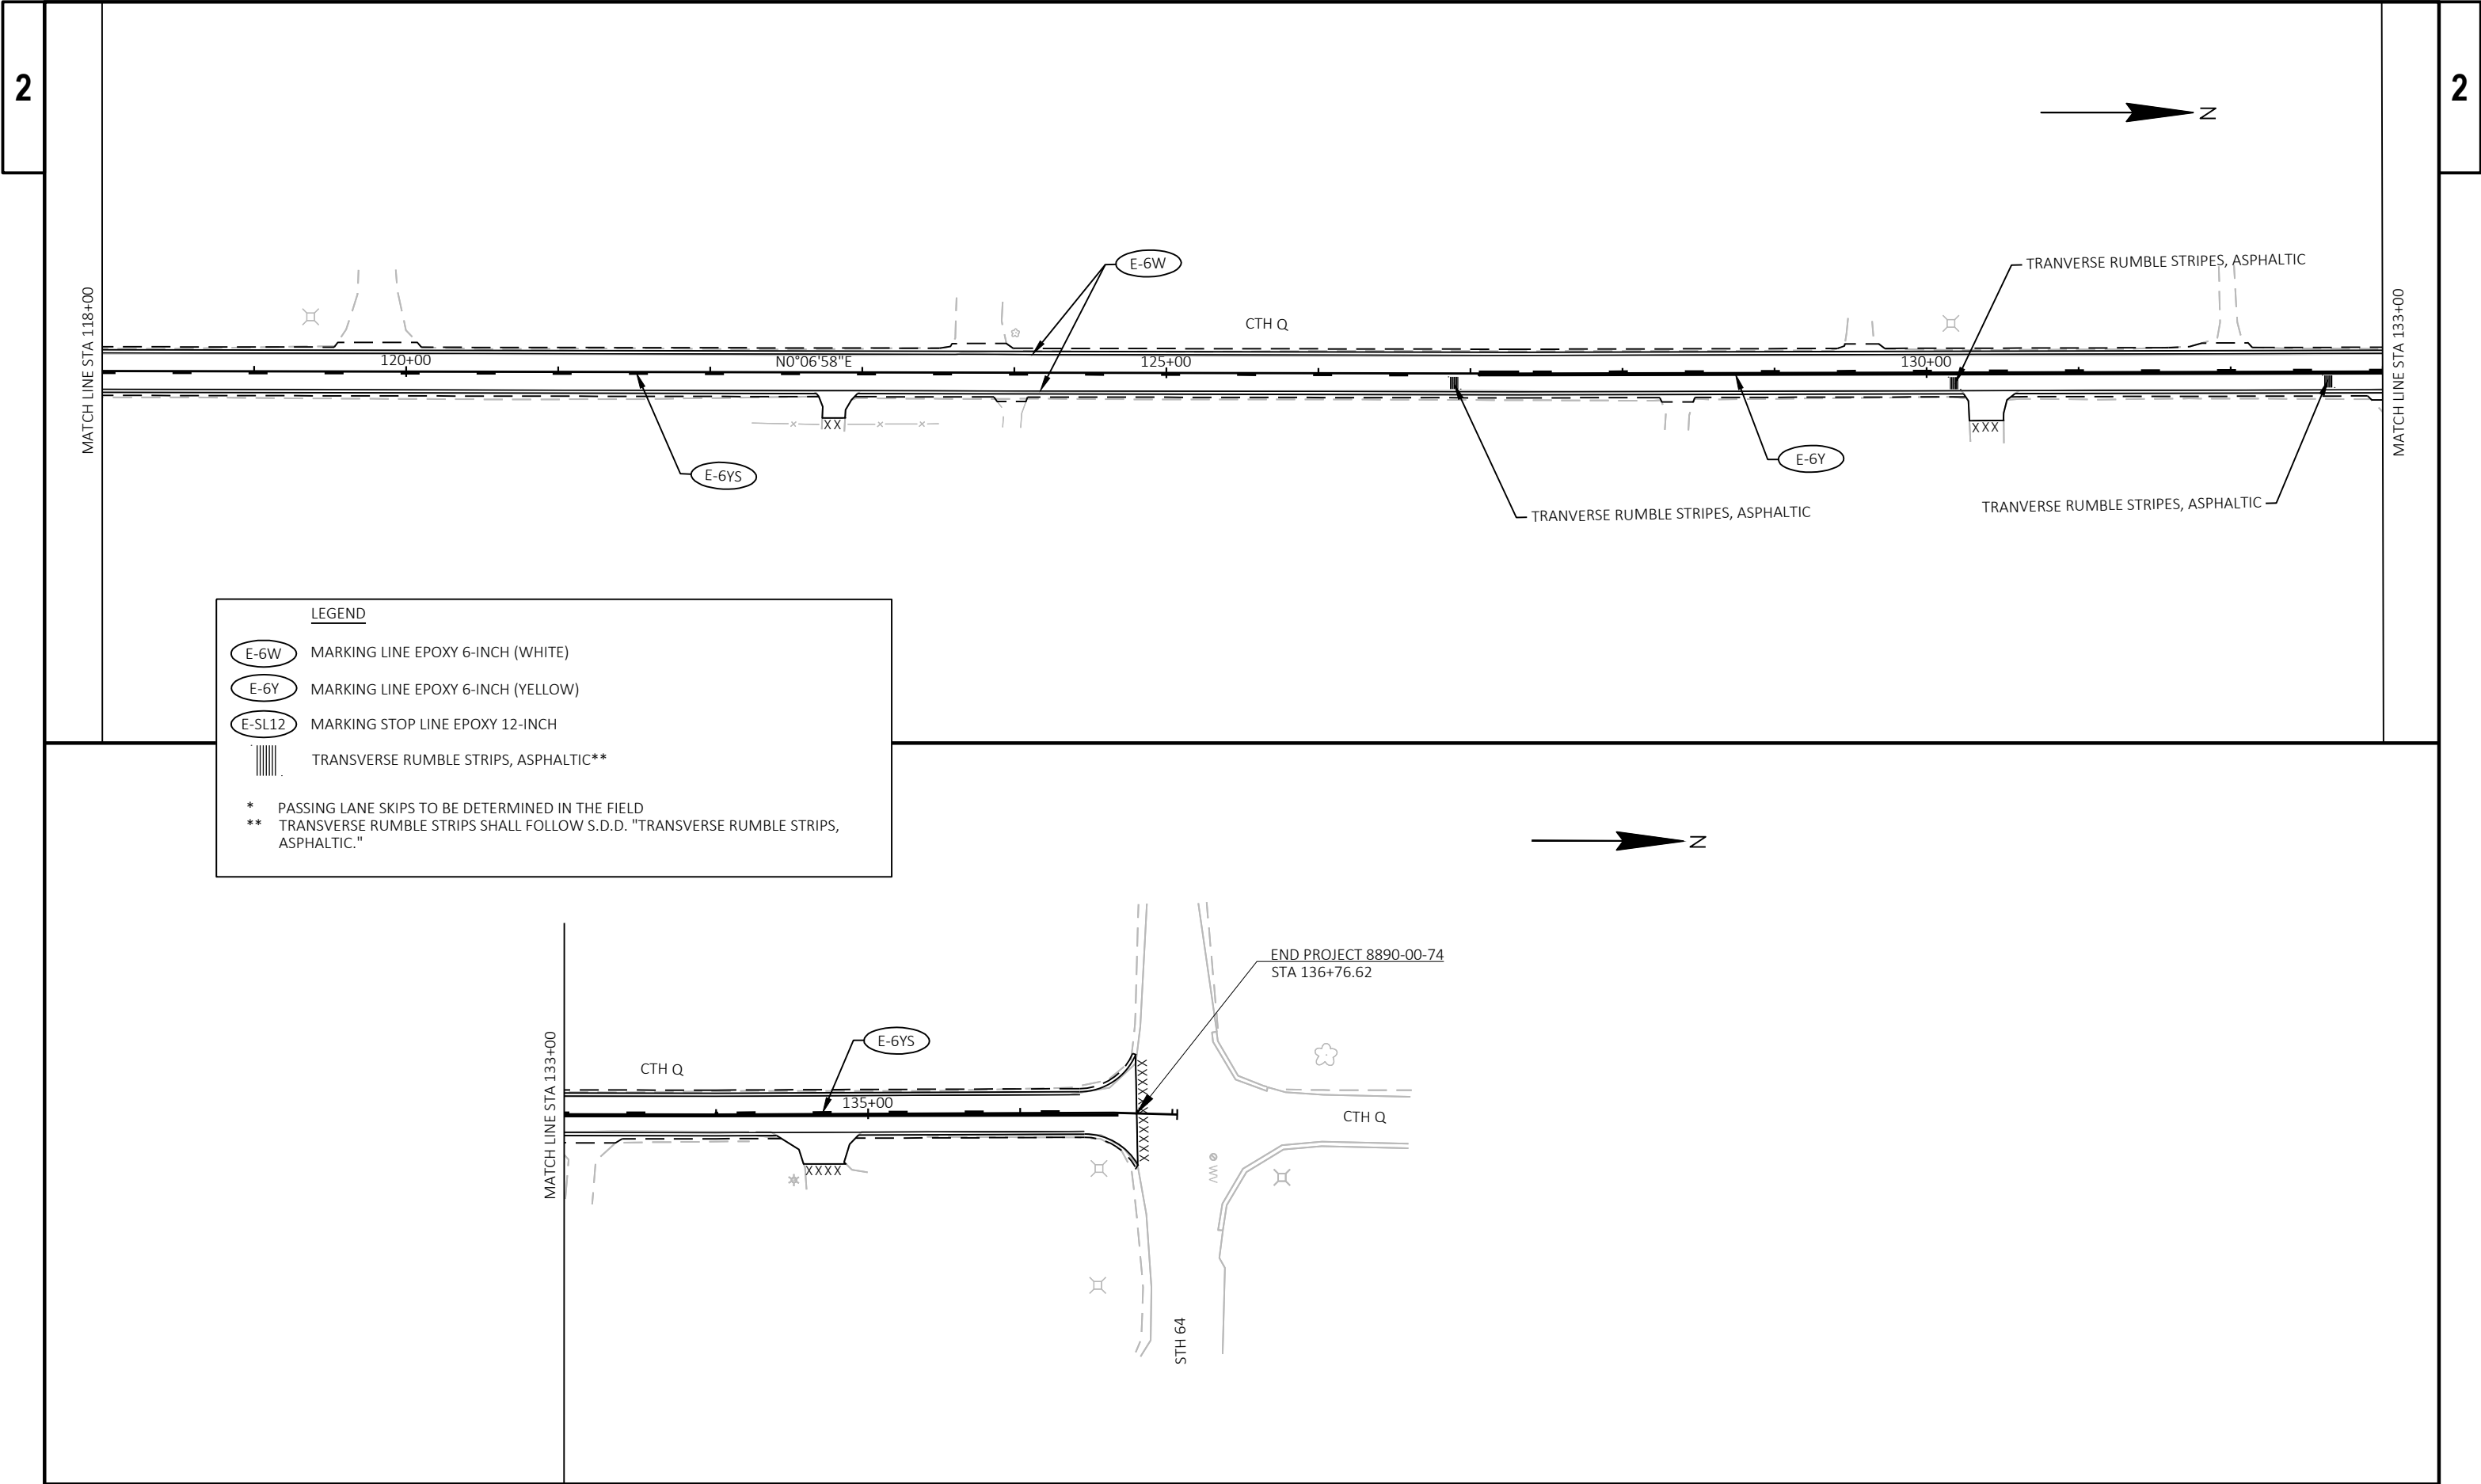 2
2
N
E-6W
TRANVERSE RUMBLE STRIPES, ASPHALTIC
CTH Q
MATCH LINE STA 118+00
120+00
N0°06'58"E
125+00
130+00
MATCH LINE STA 133+00
XX
XXX
E-6YS
E-6Y
TRANVERSE RUMBLE STRIPES, ASPHALTIC
TRANVERSE RUMBLE STRIPES, ASPHALTIC
LEGEND
E-6W MARKING LINE EPOXY 6-INCH (WHITE)
E-6Y MARKING LINE EPOXY 6-INCH (YELLOW)
E-SL12 MARKING STOP LINE EPOXY 12-INCH
TRANSVERSE RUMBLE STRIPS, ASPHALTIC**
* PASSING LANE SKIPS TO BE DETERMINED IN THE FIELD
** TRANSVERSE RUMBLE STRIPS SHALL FOLLOW S.D.D. "TRANSVERSE RUMBLE STRIPS,
ASPHALTIC."
N
END PROJECT 8890-00-74
STA 136+76.62
E-6YS
CTH Q
MATCH LINE STA 133+00
135+00
CTH Q
XXXX
STH 64